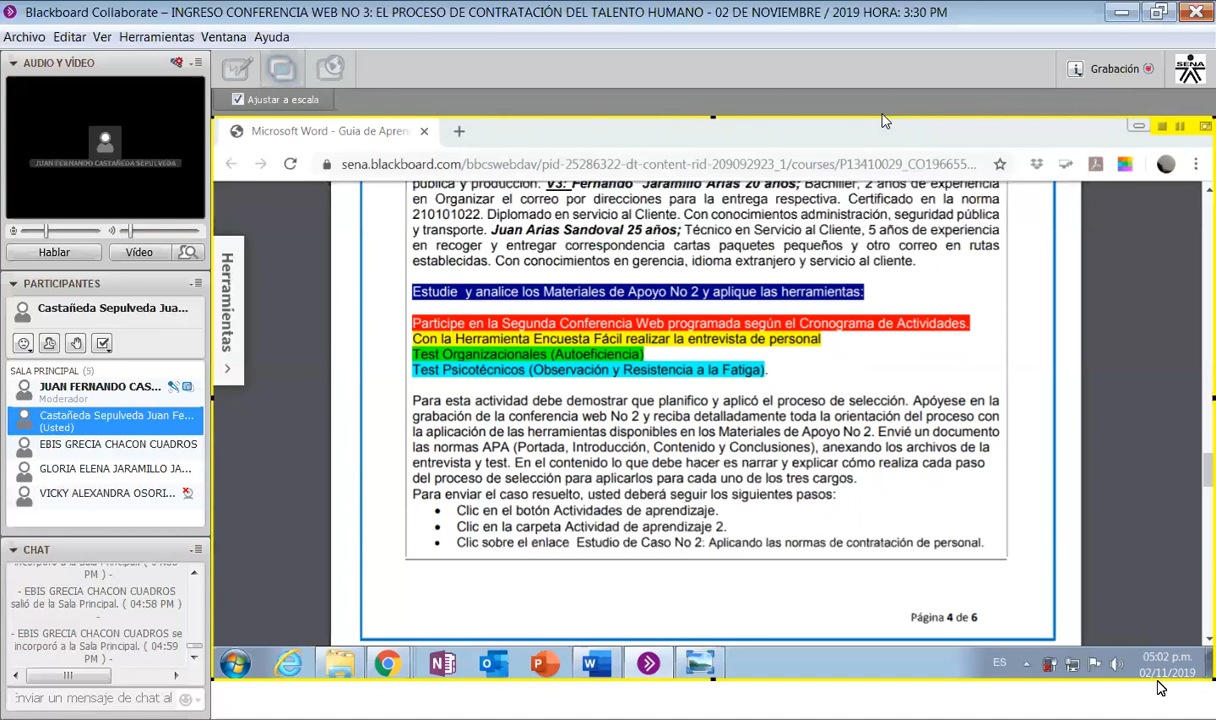 Blackboard Collaborate – INGRESO CONFERENCIA WEB NO 3: EL PROCESO DE CONTRATACIÓN DEL TALENTO HUMANO - 02 DE NOVIEMBRE / 2019 HORA: 3:30 PM
Archivo Editar Ver Herramientas Ventana Ayuda
AUDIO Y VÍDEO
JUAN FERNANDO CASTAÑEDA SEPULVEDA
Hablar
Vídeo
PARTICIPANTES
Castañeda Sepulveda Jua...
SALA PRINCIPAL (5)
JUAN FERNANDO CAS...
Moderador
Castañeda Sepulveda Juan Fe...
(Usted)
EBIS GRECIA CHACON CUADROS
GLORIA ELENA JARAMILLO JA...
VICKY ALEXANDRA OSORI...
CHAT
PM ) -
- EBIS GRECIA CHACON CUADROS
salió de la Sala Principal. ( 04:58
PM ) -
- EBIS GRECIA CHACON CUADROS se
incorporó a la Sala Principal. ( 04:59
PM ) -
Enviar un mensaje de chat al
Grabación
SENA
Ajustar a escala
Microsoft Word - Guia de Apren
sena.blackboard.com/bbcswebdav/pid-25286322-dt-content-rid-209092923_1/courses/P13410029_CO196655...
Herramientas
pública y producción. V3: Fernando Jaramillo Arias 20 años; Bachiller, 2 años de experiencia
en Organizar el correo por direcciones para la entrega respectiva. Certificado en la norma
210101022. Diplomado en servicio al Cliente. Con conocimientos administración, seguridad pública
y transporte. Juan Arias Sandoval 25 años; Técnico en Servicio al Cliente, 5 años de experiencia
en recoger y entregar correspondencia cartas paquetes pequeños y otro correo en rutas
establecidas. Con conocimientos en gerencia, idioma extranjero y servicio al cliente.
Estudie y analice los Materiales de Apoyo No 2 y aplique las herramientas:
Participe en la Segunda Conferencia Web programada según el Cronograma de Actividades.
Con la Herramienta Encuesta Fácil realizar la entrevista de personal
Test Organizacionales (Autoeficiencia)
Test Psicotécnicos (Observación y Resistencia a la Fatiga).
Para esta actividad debe demostrar que planifico y aplicó el proceso de selección. Apóyese en la
grabación de la conferencia web No 2 y reciba detalladamente toda la orientación del proceso con
la aplicación de las herramientas disponibles en los Materiales de Apoyo No 2. Envié un documento
las normas APA (Portada, Introducción, Contenido y Conclusiones), anexando los archivos de la
entrevista y test. En el contenido lo que debe hacer es narrar y explicar cómo realiza cada paso
del proceso de selección para aplicarlos para cada uno de los tres cargos.
Para enviar el caso resuelto, usted deberá seguir los siguientes pasos:
• Clic en el botón Actividades de aprendizaje.
• Clic en la carpeta Actividad de aprendizaje 2.
• Clic sobre el enlace Estudio de Caso No 2: Aplicando las normas de contratación de personal.
Página 4 de 6
ES
05:02 p.m.
02/11/2019